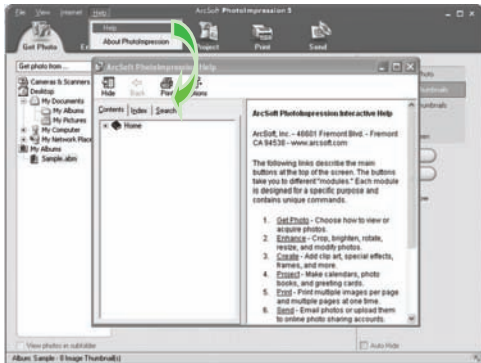 File View Internet Help
ArcSoft PhotoImpression 5
Help
About PhotoImpression
Get Photo
Project
Print
Send
Get photo from ...
Cameras & Scanners
Desktop
My Documents
My Albums
My Pictures
My Computer
My Network Place
My Albums
Sample.abm
ArcSoft PhotoImpression Help
Hide
Back
Print
Contents
Index
Search
Home
ArcSoft PhotoImpression Interactive Help
ArcSoft, Inc. - 46601 Fremont Blvd. - Fremont
CA 94538 - www.arcsoft.com
The following links describe the main
buttons at the top of the screen. The buttons
take you to different "modules." Each module
is designed for a specific purpose and
contains unique commands.
1. Get Photo - Choose how to view or
acquire photos.
2. Enhance - Crop, brighten, rotate,
resize, and modify photos.
3. Create - Add clip art, special effects,
frames, and more.
4. Project - Make calendars, photo
books, and greeting cards.
5. Print - Print multiple images per page
and multiple pages at one time.
6. Send - Email photos or upload them
to online photo sharing accounts.
View photos in subfolder
Auto Hide
Album: Sample - 0 Image Thumbnail(s)